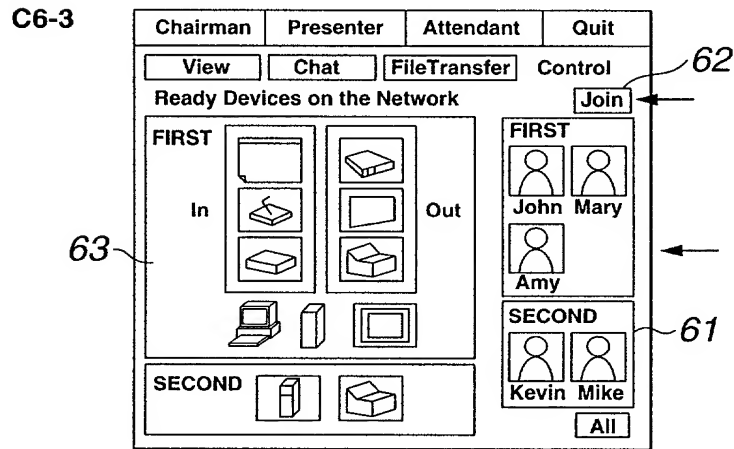 C6-3
Chairman Presenter Attendant Quit
View Chat FileTransfer Control
62
Ready Devices on the Network
Join
FIRST
In
Out
63
FIRST
John Mary
Amy
SECOND
61
Kevin Mike
SECOND
All